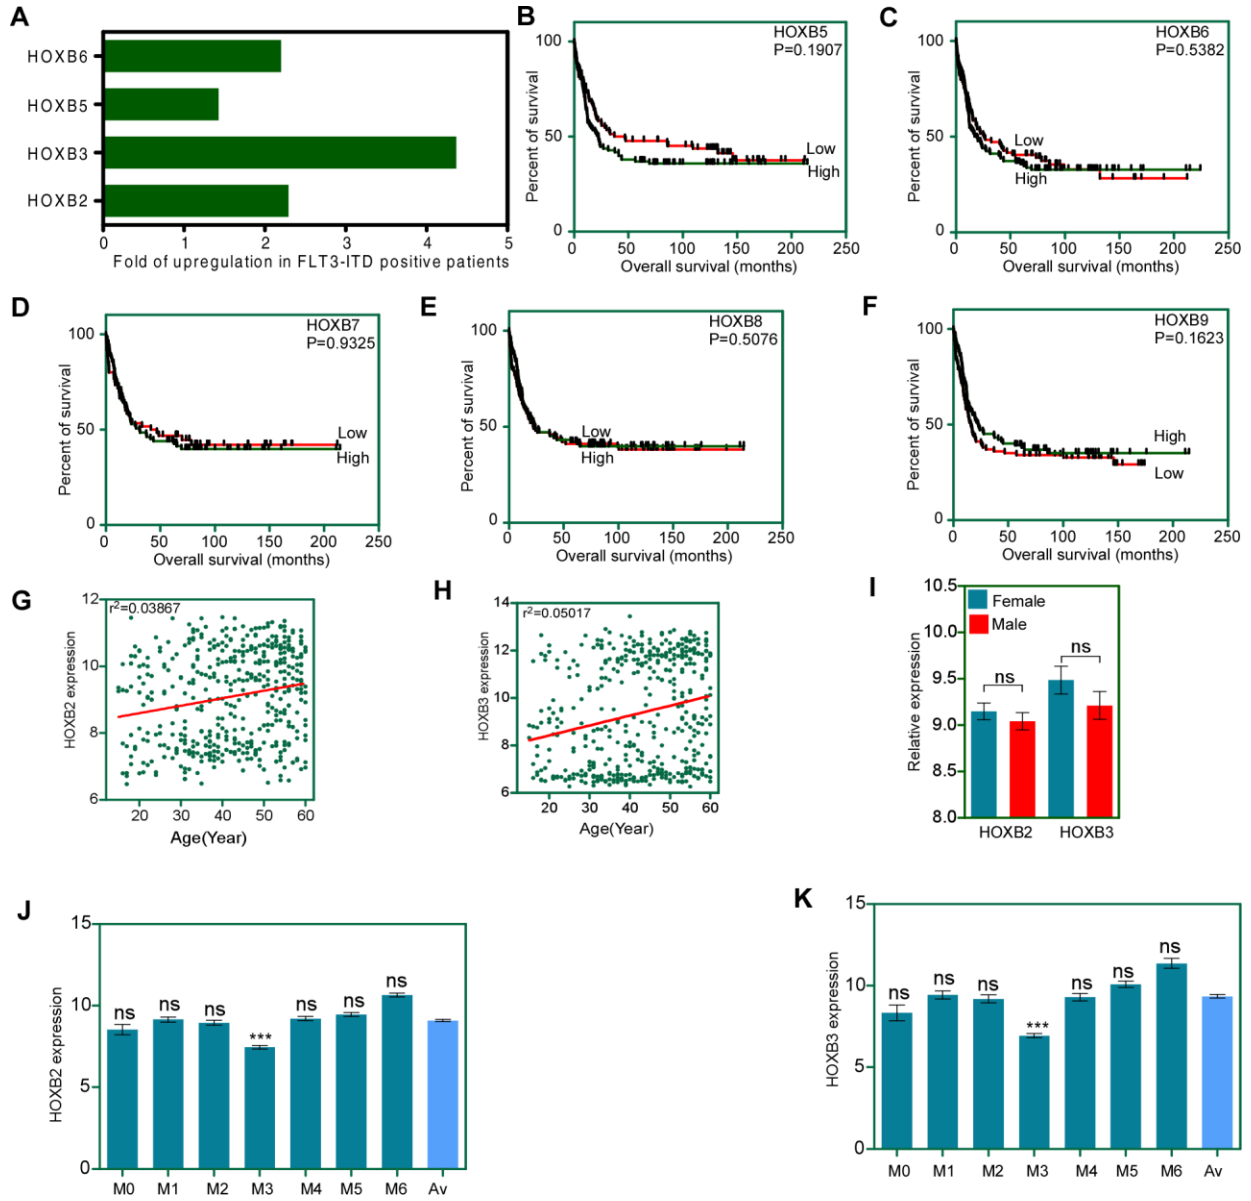 A
HOXB6
HOXB5
HOXB3
HOXB2
0 1 2 3 4 5
Fold of upregulation in FLT3-ITD positive patients
B
HOXB5
P=0.1907
Percent of survival
100
50
0
Low
High
0 50 100 150 200 250
Overall survival (months)
C
HOXB6
P=0.5382
Percent of survival
100
50
0
Low
High
0 50 100 150 200 250
Overall survival (months)
D
HOXB7
P=0.9325
Percent of survival
100
50
0
Low
High
0 50 100 150 200 250
Overall survival (months)
E
HOXB8
P=0.5076
Percent of survival
100
50
0
Low
High
0 50 100 150 200 250
Overall survival (months)
F
HOXB9
P=0.1623
Percent of survival
100
50
0
High
Low
0 50 100 150 200 250
Overall survival (months)
G
r²=0.03867
HOXB2 expression
12
10
8
6
20 30 40 50 60
Age(Year)
H
r²=0.05017
HOXB3 expression
14
12
10
8
6
20 30 40 50 60
Age(Year)
I
Female
Male
Relative expression
10.5
10.0
9.5
9.0
8.5
8.0
ns
ns
HOXB2 HOXB3
J
HOXB2 expression
15
10
5
0
ns ns ns *** ns ns ns
M0 M1 M2 M3 M4 M5 M6 Av
K
HOXB3 expression
15
10
5
0
ns ns ns *** ns ns ns
M0 M1 M2 M3 M4 M5 M6 Av